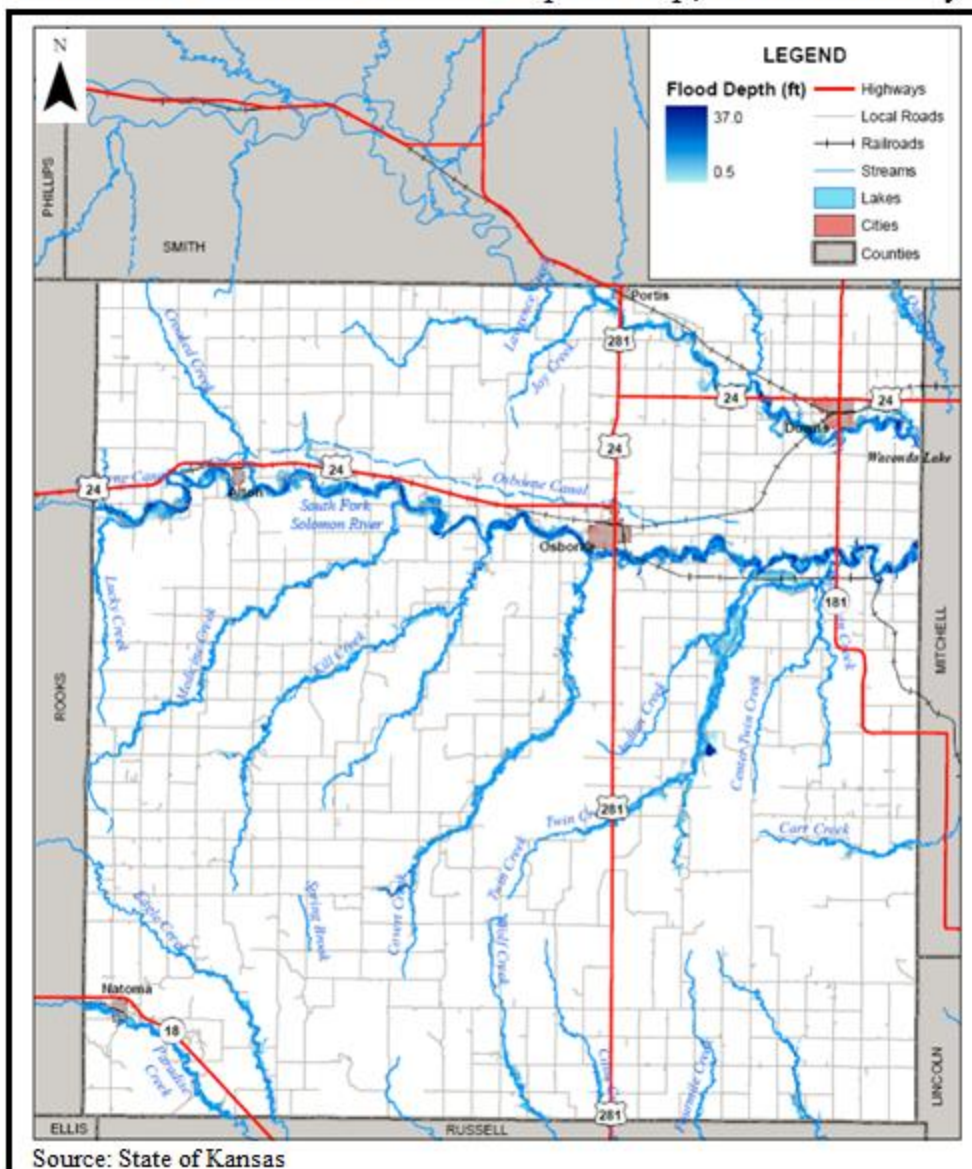 N
LEGEND
Flood Depth (ft)
37.0
0.5
Highways
Local Roads
Railroads
Streams
Lakes
Cities
Counties
PHILLIPS
SMITH
Portis
Crooked Creek
Lawrence
Joy Creek
281
24
24
Downs
Waconda Lake
24
24
24
Alton
Osborne Canal
South Fork
Solomon River
Osborne
Lucky Creek
Medicine Creek
Kill Creek
181
MITCHELL
ROOKS
Indian Creek
Center Twin Creek
Twin
281
Carr Creek
Twin Creek
Spring Brook
Covert Creek
Wolf Creek
Eagle Creek
Natoma
18
Paradise
Creek
Fourmile Creek
LINCOLN
281
ELLIS
RUSSELL
Source: State of Kansas